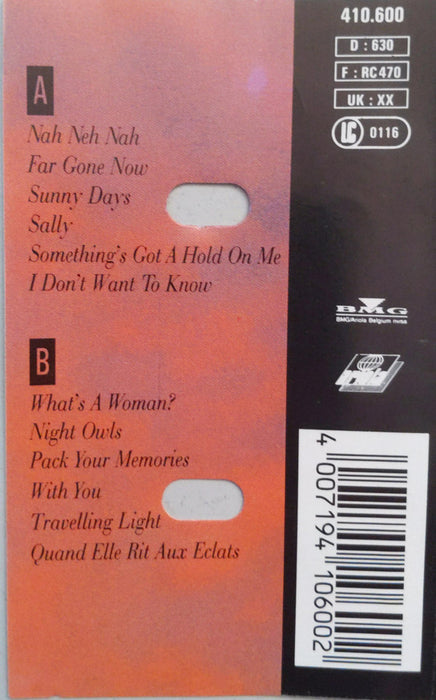 A
Nah Neh Nah
Far Gone Now
Sunny Days
Sally
Something's Got A Hold On Me
I Don't Want To Know
B
What's A Woman?
Night Owls
Pack Your Memories
With You
Travelling Light
Quand Elle Rit Aux Eclats
410.600
D : 630
F : RC 470
UK : XX
LC 0116
BMG
BMG/Ariola Belgium nv/sa
4 007194 106002